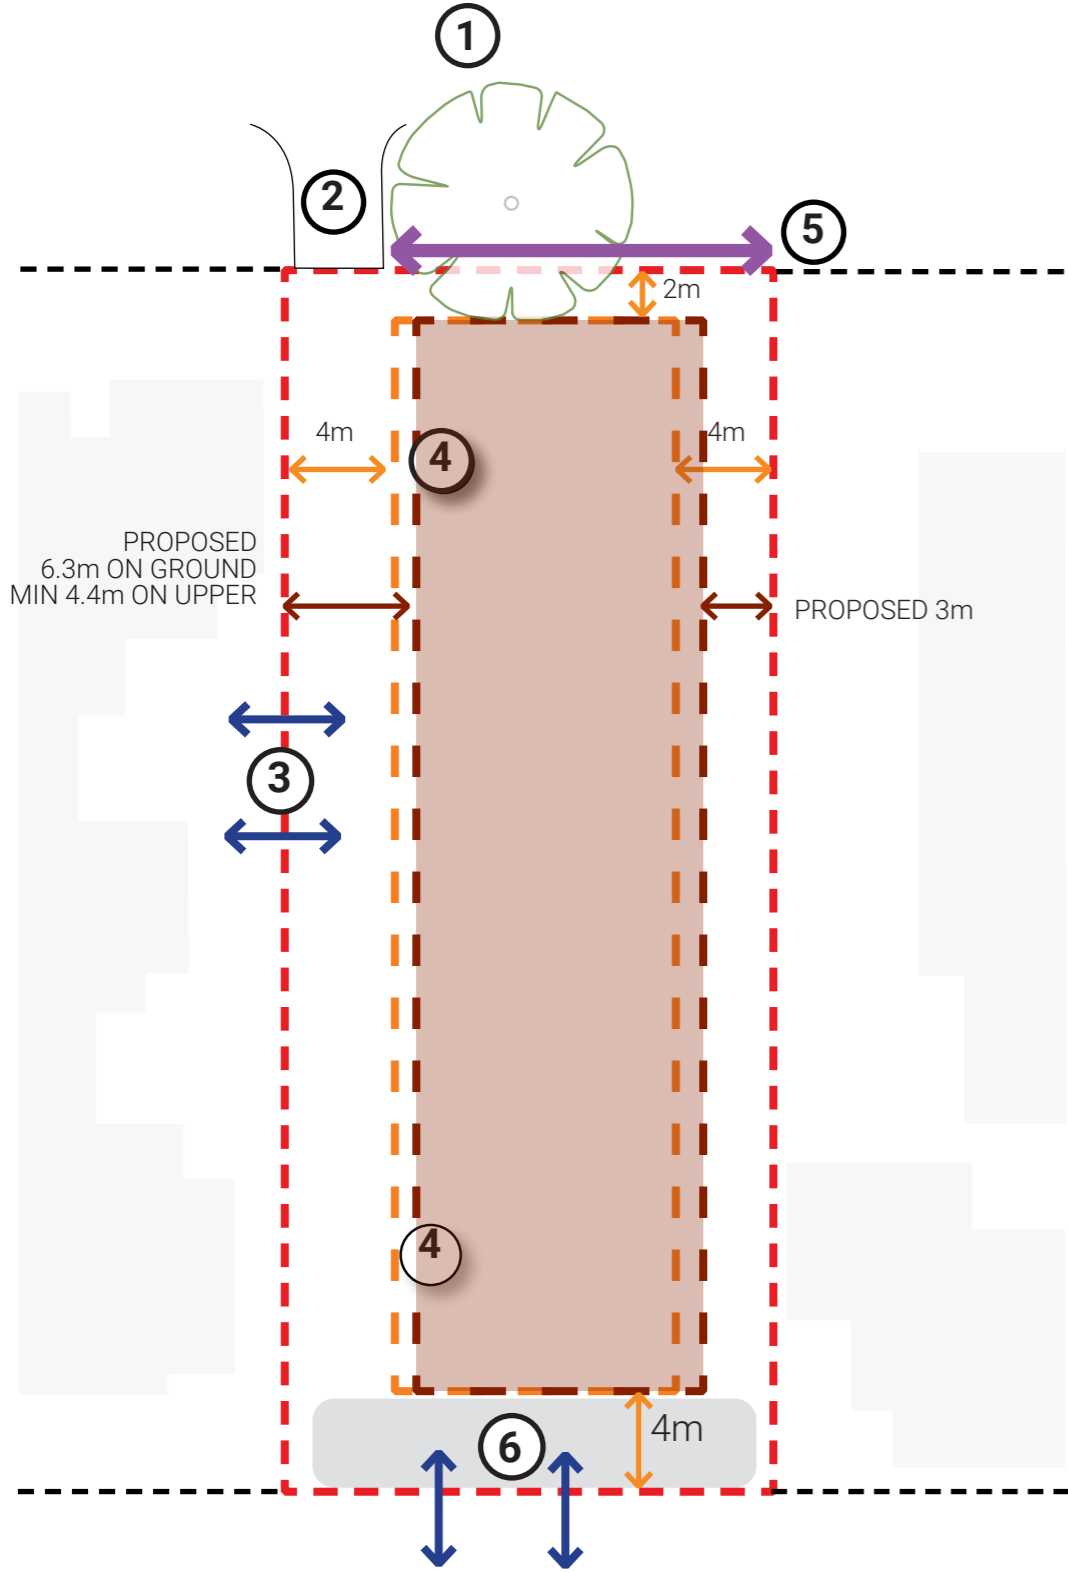 1
2
5
2m
4m
4m
4
PROPOSED
6.3m ON GROUND
MIN 4.4m ON UPPER
PROPOSED 3m
3
4
6
4m